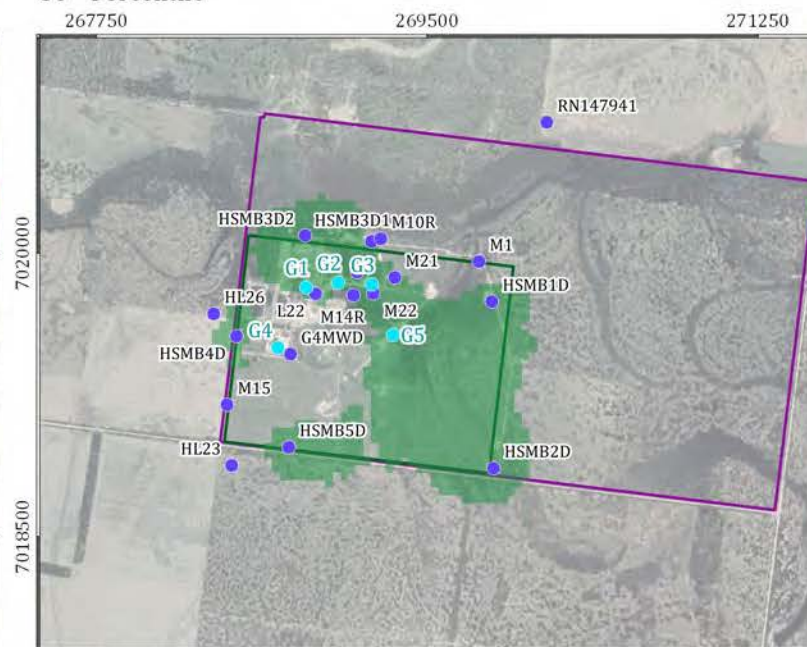 267750 269500 271250
RN147941
7020000
HSMB3D2 HSMB3D1 M10R
M1
G1 G2 G3 M21
HSMB1D
HL26 L22 M14R M22
HSMB4D G4 G4MWD G5
M15
HL23 HSMB5D
HSMB2D
7018500